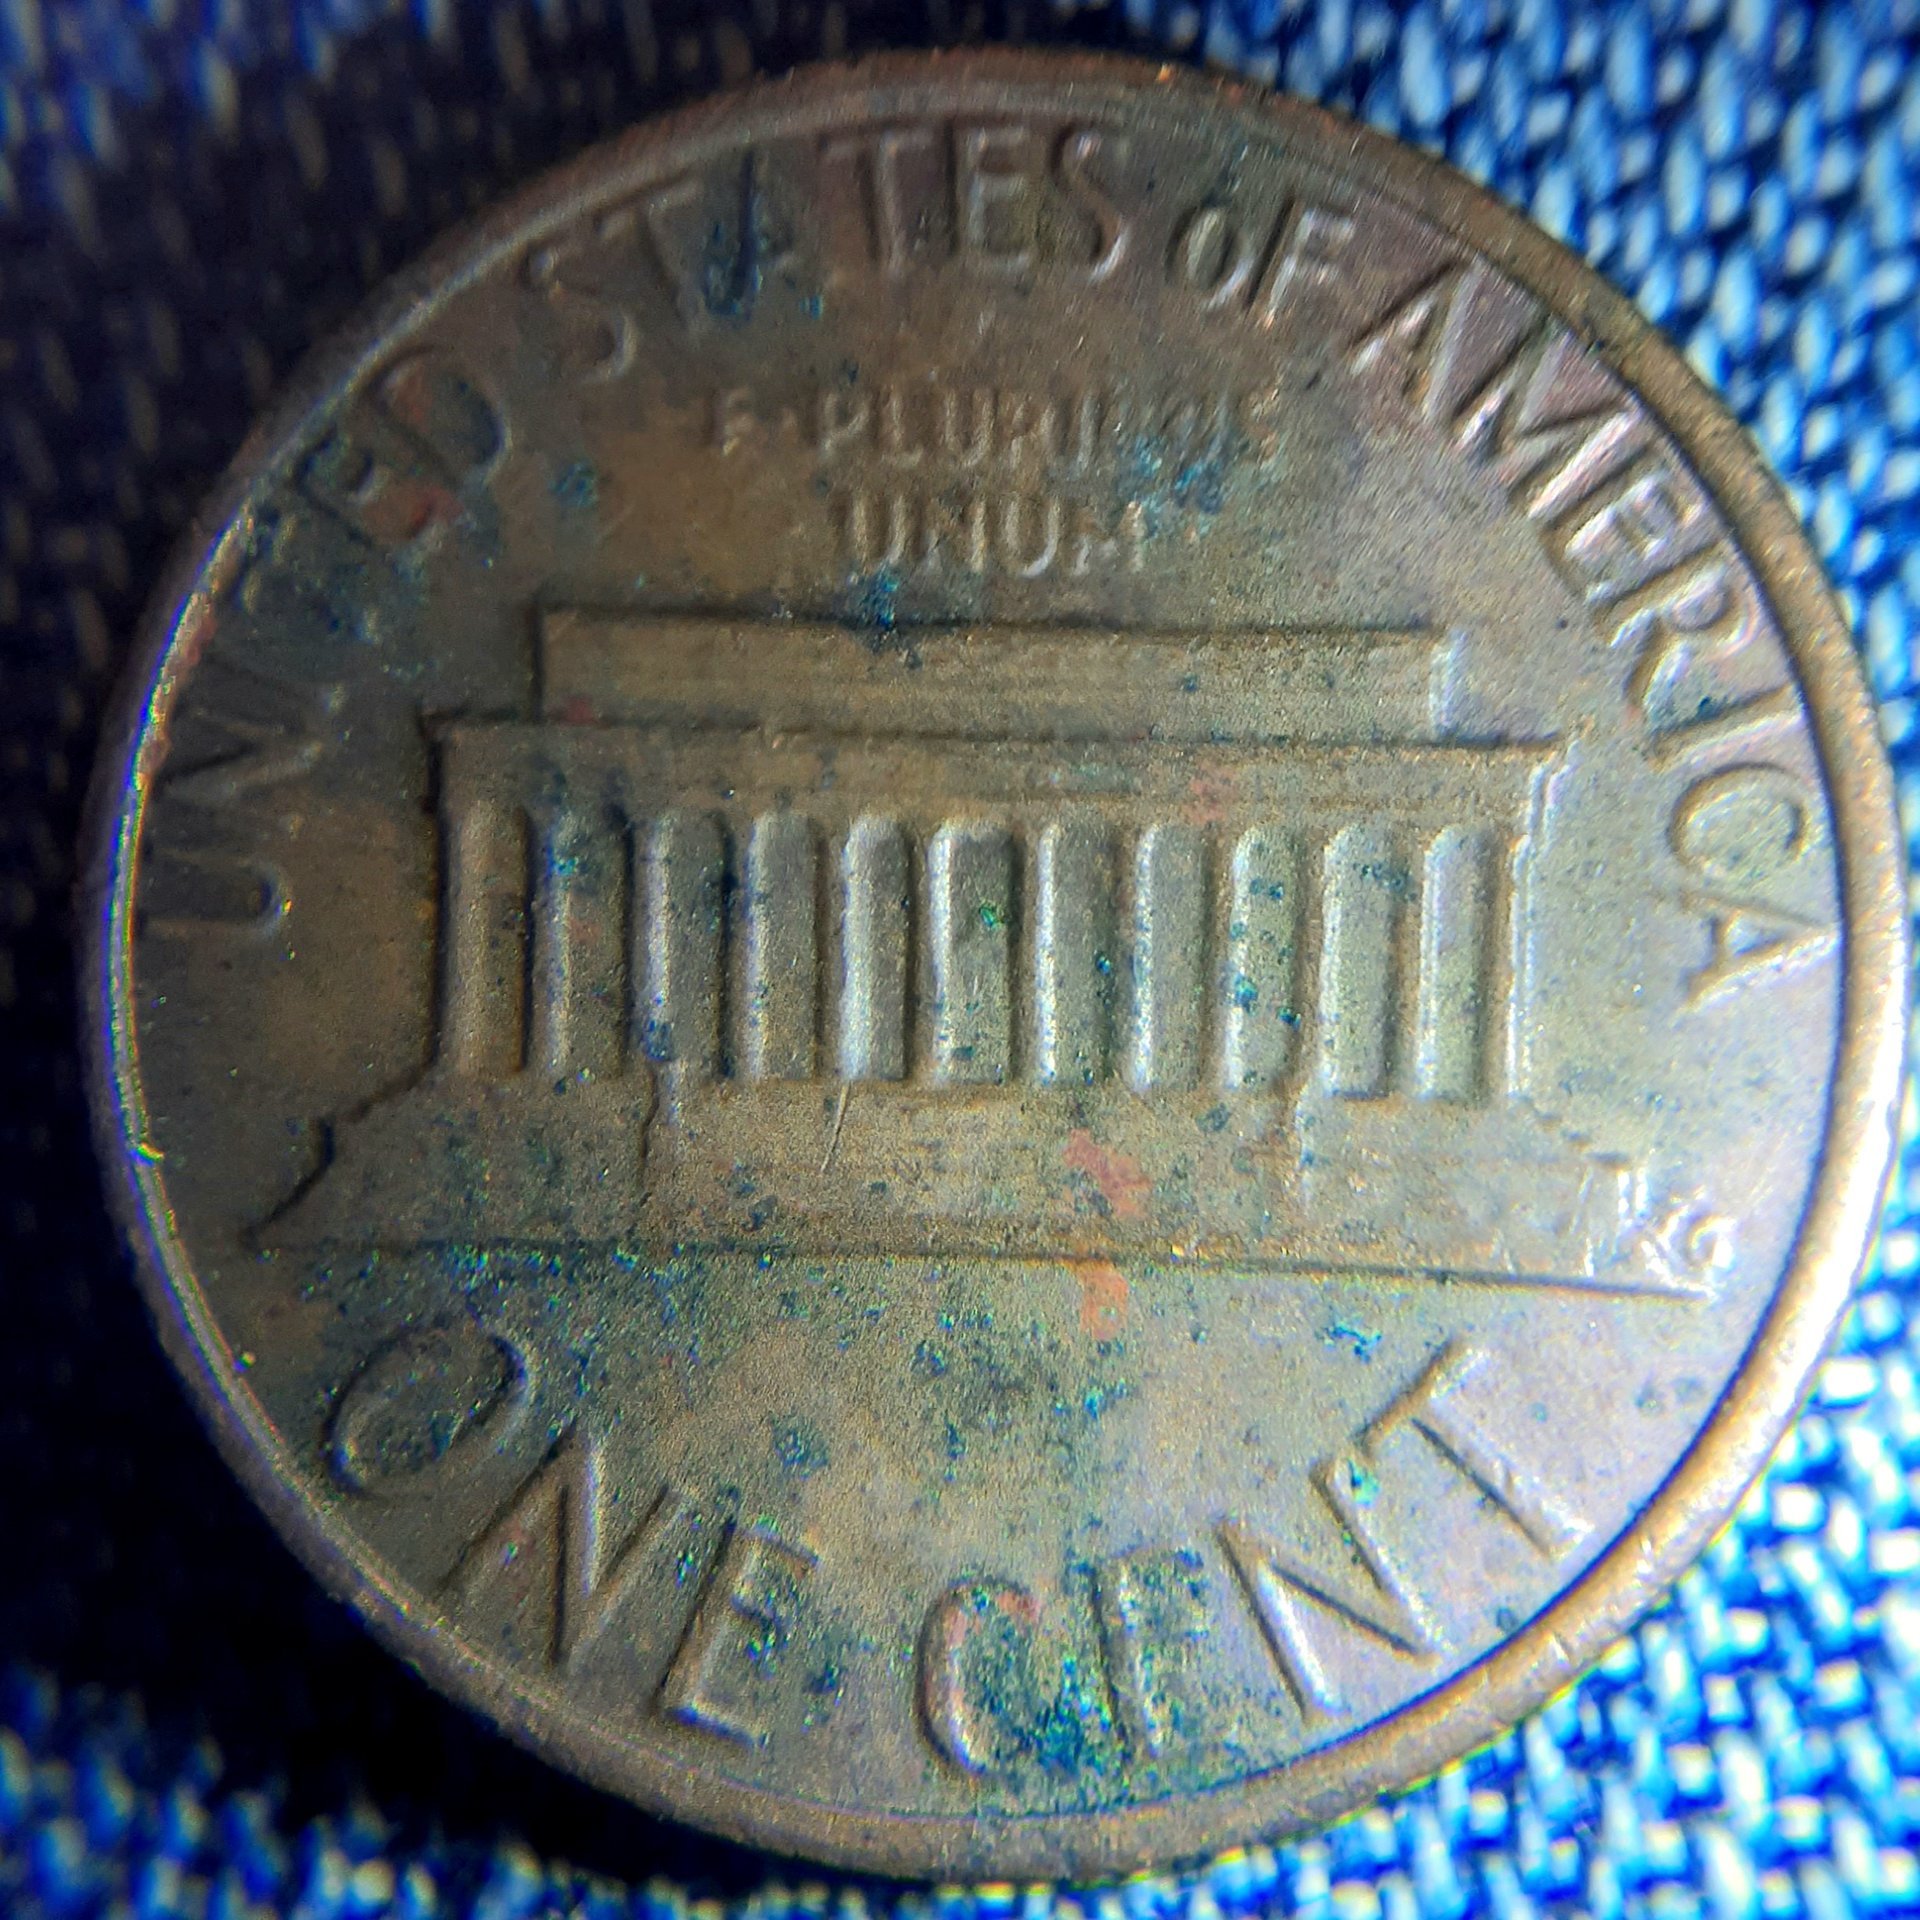 UNITED STATES OF AMERICA
E PLURIBUS
UNUM
ONE CENT